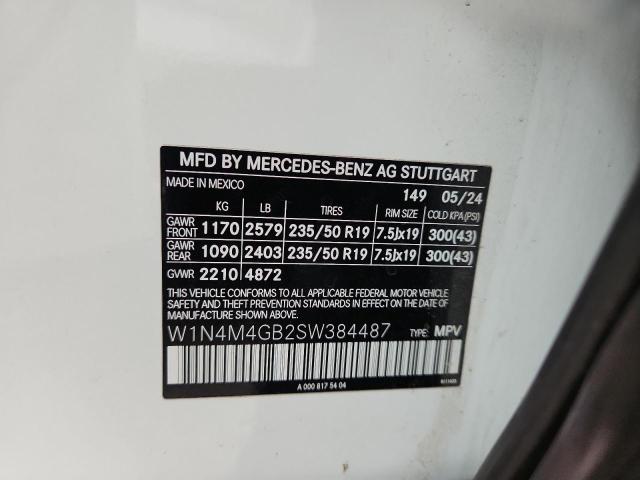 MFD BY MERCEDES-BENZ AG STUTTGART
MADE IN MEXICO 149 05/24
KG LB TIRES RIM SIZE COLD KPA(PSI)
GAWR FRONT 1170 2579 235/50 R19 7.5Jx19 300(43)
GAWR REAR 1090 2403 235/50 R19 7.5Jx19 300(43)
GVWR 2210 4872
THIS VEHICLE CONFORMS TO ALL APPLICABLE FEDERAL MOTOR VEHICLE
SAFETY AND THEFT PREVENTION STANDARDS IN EFFECT ON THE DATE
OF MANUFACTURE SHOWN ABOVE.
W1N4M4GB2SW384487 TYPE: MPV
A 000 817 54 04